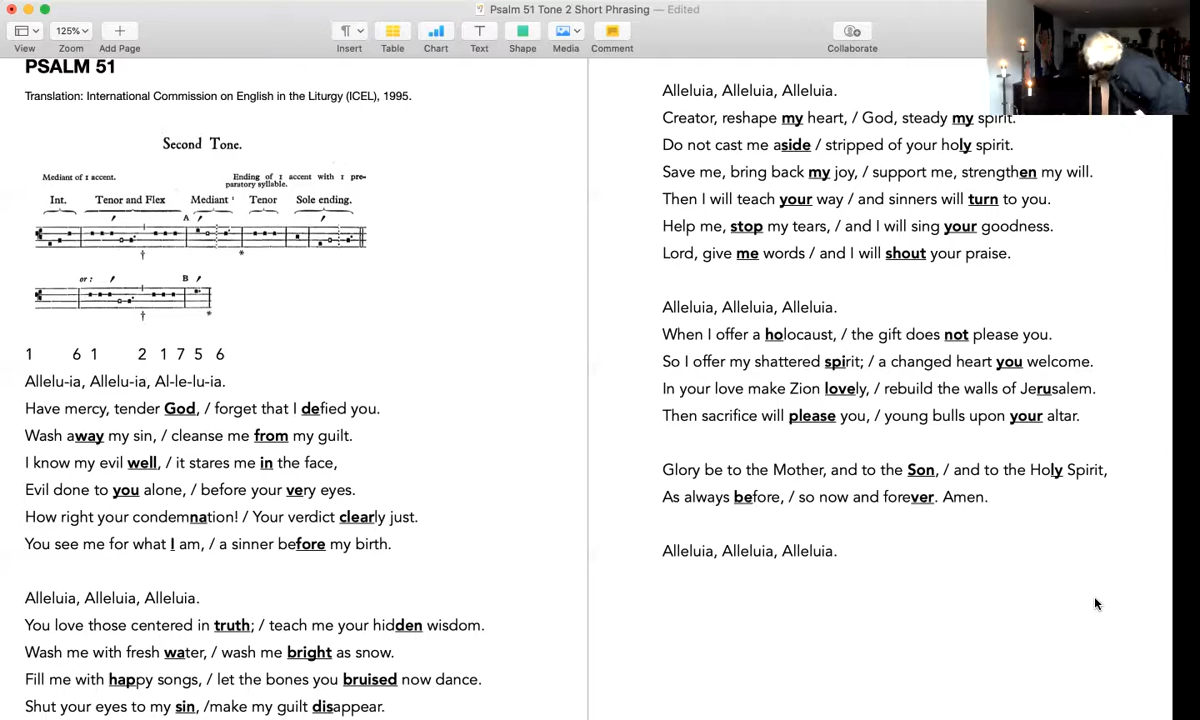 Psalm 51 Tone 2 Short Phrasing — Edited
125%
View Zoom Add Page Insert Table Chart Text Shape Media Comment Collaborate
PSALM 51
Translation: International Commission on English in the Liturgy (ICEL), 1995.
Second Tone.
Mediant of 1 accent.
Ending of 1 accent with 1 pre-
paratory syllable.
Int. Tenor and Flex Mediant Tenor Sole ending.
A
†
*
or : B
†
*
1 6 1 2 1 7 5 6
Allelu-ia, Allelu-ia, Al-le-lu-ia.
Have mercy, tender God, / forget that I defied you.
Wash away my sin, / cleanse me from my guilt.
I know my evil well, / it stares me in the face,
Evil done to you alone, / before your very eyes.
How right your condemnation! / Your verdict clearly just.
You see me for what I am, / a sinner before my birth.
Alleluia, Alleluia, Alleluia.
You love those centered in truth; / teach me your hidden wisdom.
Wash me with fresh water, / wash me bright as snow.
Fill me with happy songs, / let the bones you bruised now dance.
Shut your eyes to my sin, /make my guilt disappear.
Alleluia, Alleluia, Alleluia.
Creator, reshape my heart, / God, steady my spirit.
Do not cast me aside / stripped of your holy spirit.
Save me, bring back my joy, / support me, strengthen my will.
Then I will teach your way / and sinners will turn to you.
Help me, stop my tears, / and I will sing your goodness.
Lord, give me words / and I will shout your praise.
Alleluia, Alleluia, Alleluia.
When I offer a holocaust, / the gift does not please you.
So I offer my shattered spirit; / a changed heart you welcome.
In your love make Zion lovely, / rebuild the walls of Jerusalem.
Then sacrifice will please you, / young bulls upon your altar.
Glory be to the Mother, and to the Son, / and to the Holy Spirit,
As always before, / so now and forever. Amen.
Alleluia, Alleluia, Alleluia.